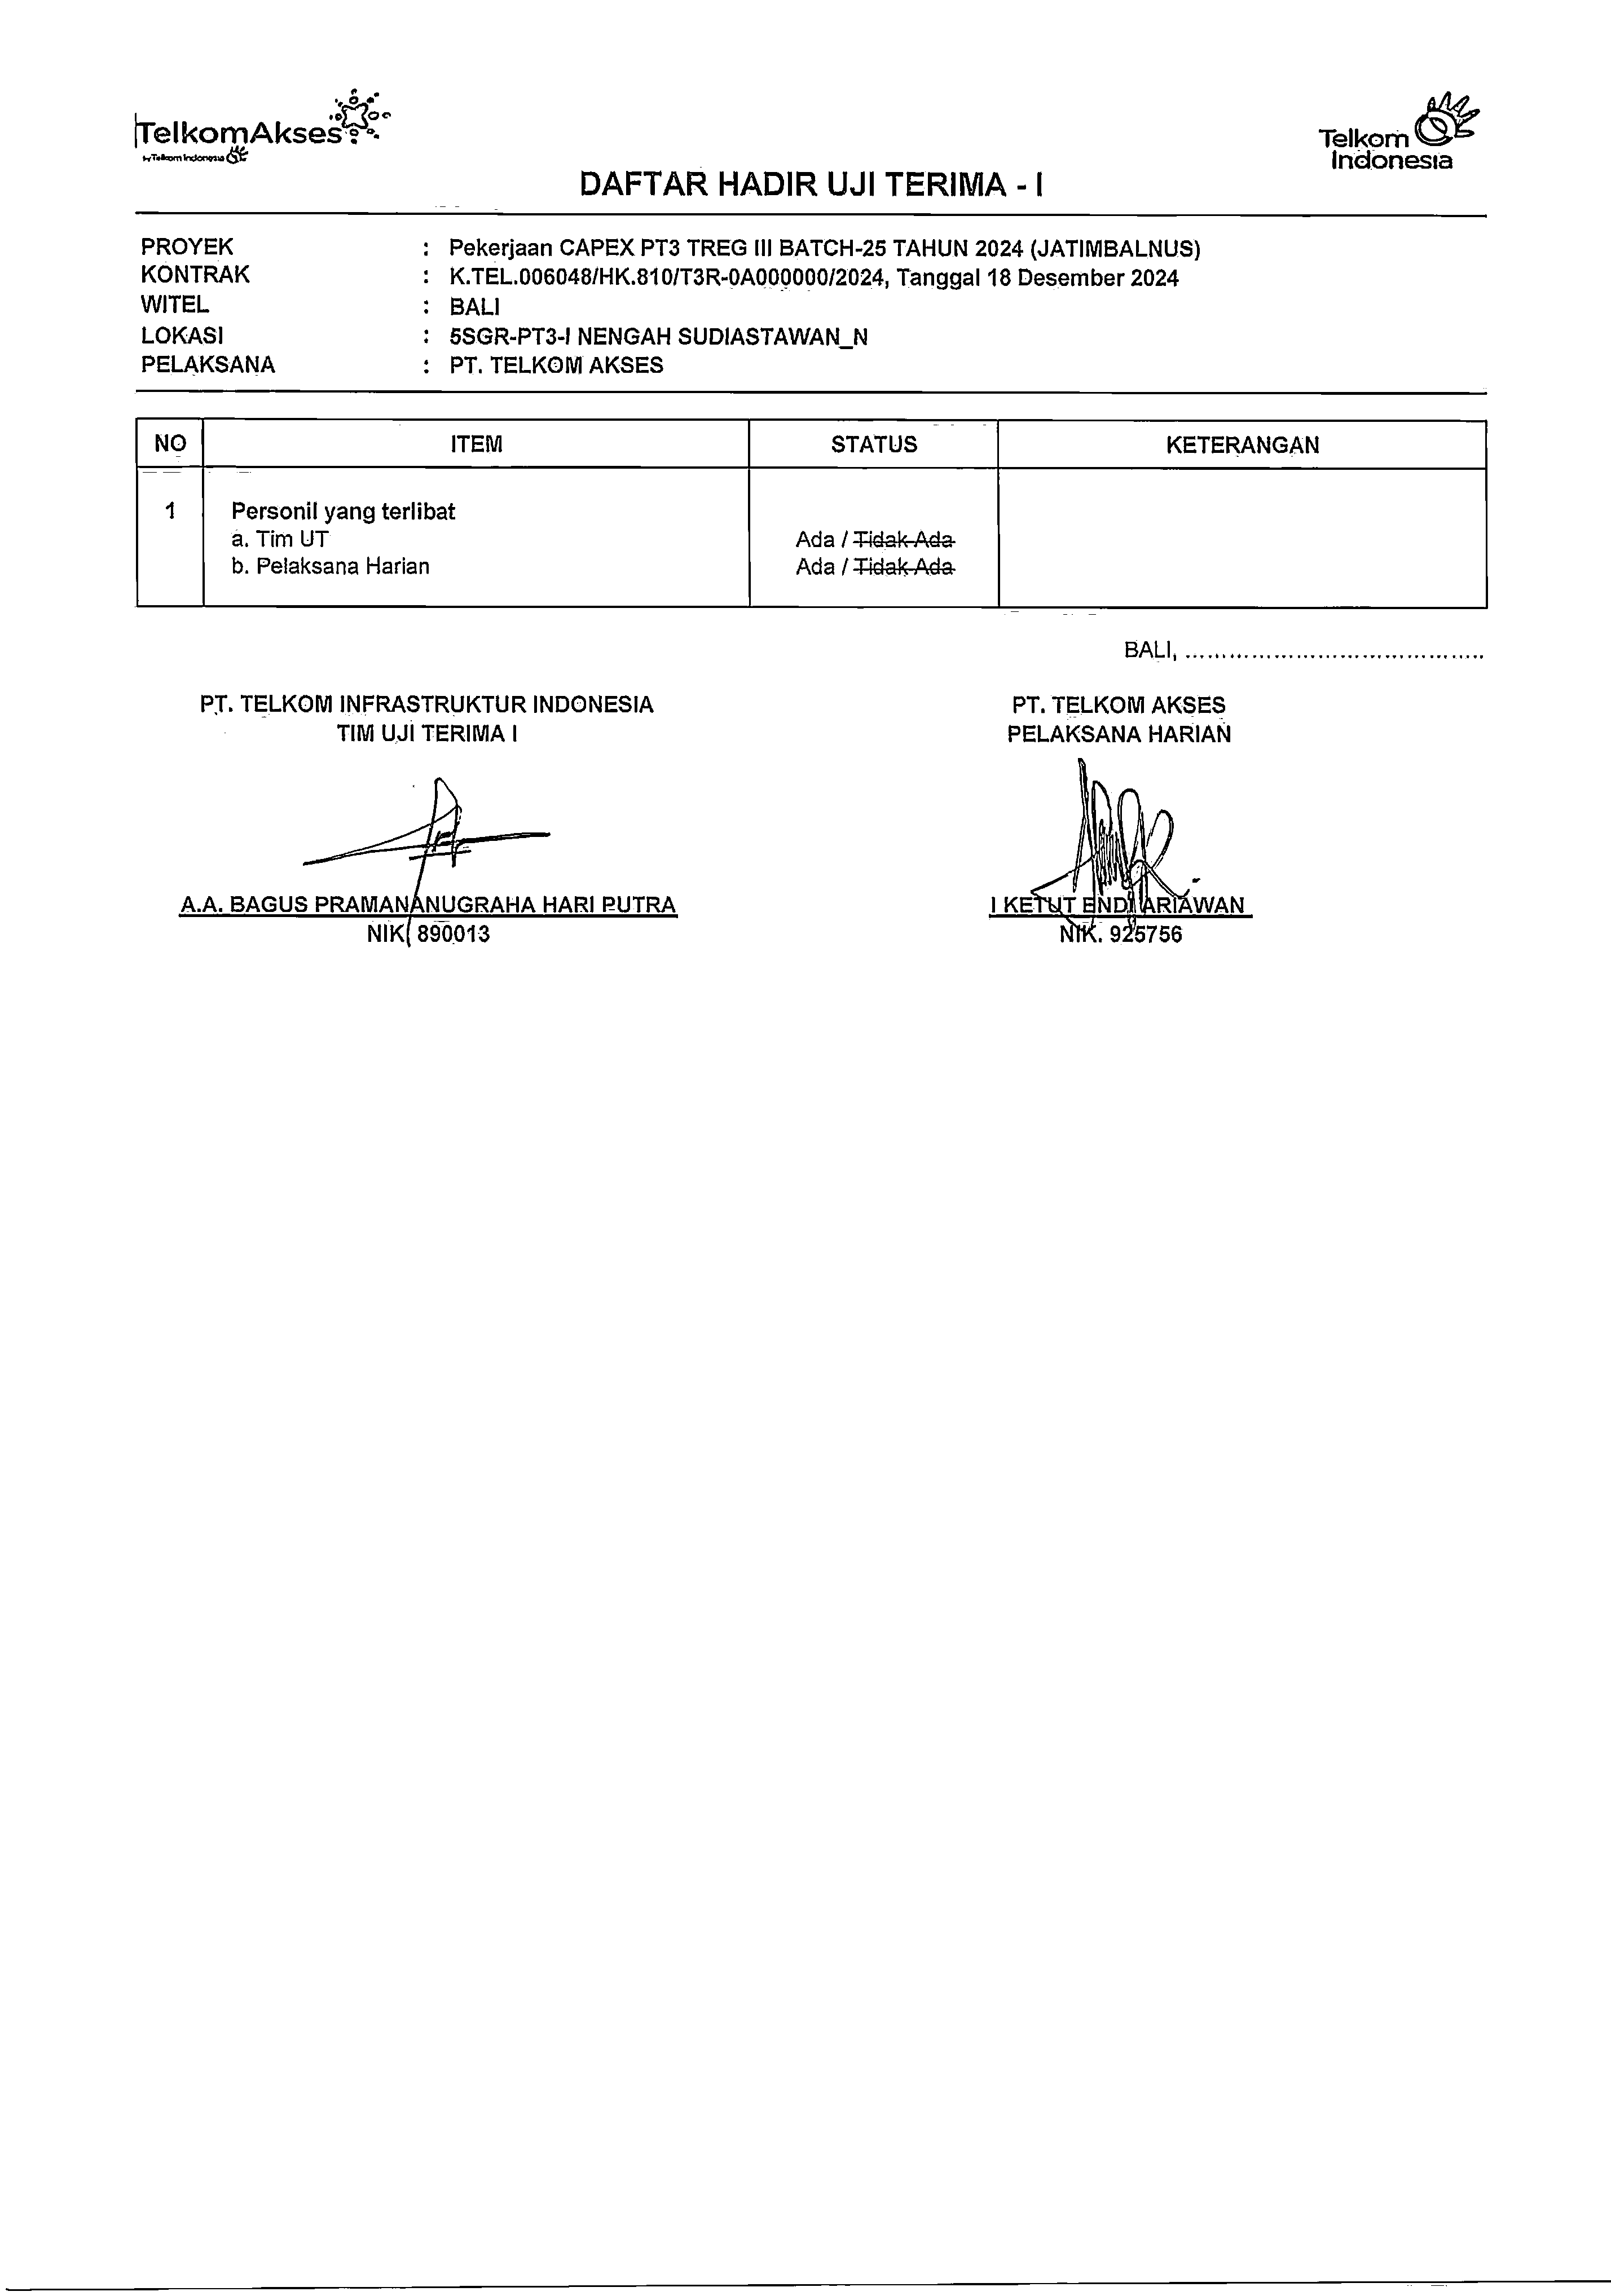 TelkomAkses
by Telkom Indonesia
Telkom
Indonesia
DAFTAR HADIR UJI TERIMA - I
PROYEK : Pekerjaan CAPEX PT3 TREG III BATCH-25 TAHUN 2024 (JATIMBALNUS)
KONTRAK : K.TEL.006048/HK.810/T3R-0A000000/2024, Tanggal 18 Desember 2024
WITEL : BALI
LOKASI : 5SGR-PT3-I NENGAH SUDIASTAWAN_N
PELAKSANA : PT. TELKOM AKSES
NO ITEM STATUS KETERANGAN
1 Personil yang terlibat
a. Tim UT Ada / Tidak Ada
b. Pelaksana Harian Ada / Tidak Ada
BALI, ........................................
PT. TELKOM INFRASTRUKTUR INDONESIA PT. TELKOM AKSES
TIM UJI TERIMA I PELAKSANA HARIAN
A.A. BAGUS PRAMANANUGRAHA HARI PUTRA I KETUT ENDI ARIAWAN
NIK. 890013 NIK. 925756